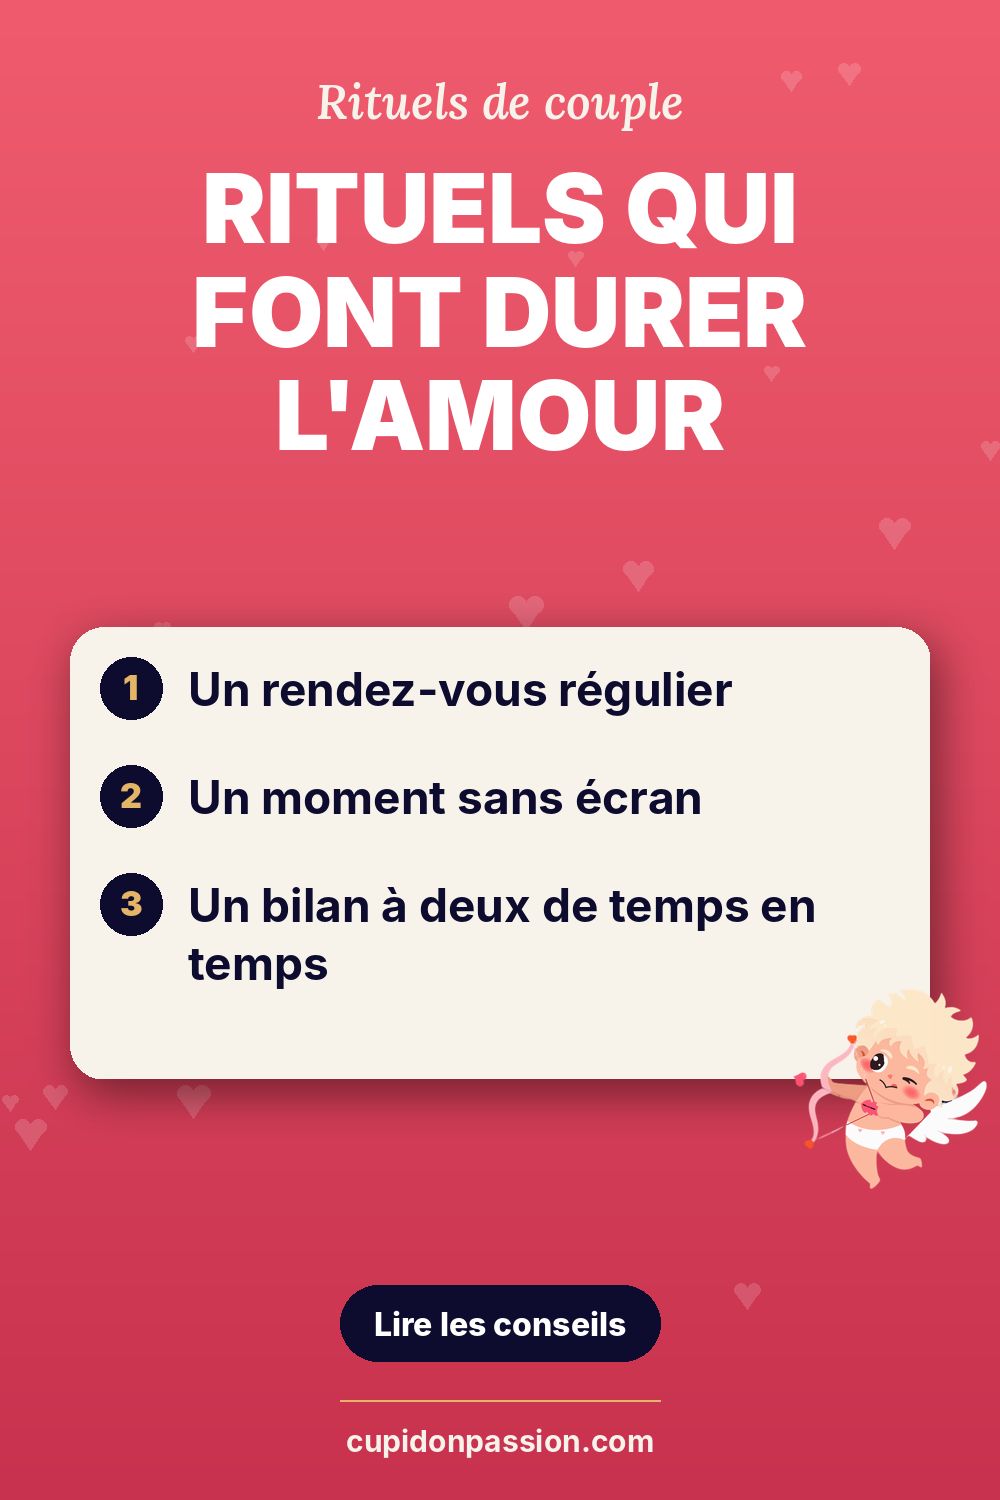 Rituels de couple
RITUELS QUI
FONT DURER
L'AMOUR
1 Un rendez-vous régulier
2 Un moment sans écran
3 Un bilan à deux de temps en
temps
Lire les conseils
cupidonpassion.com